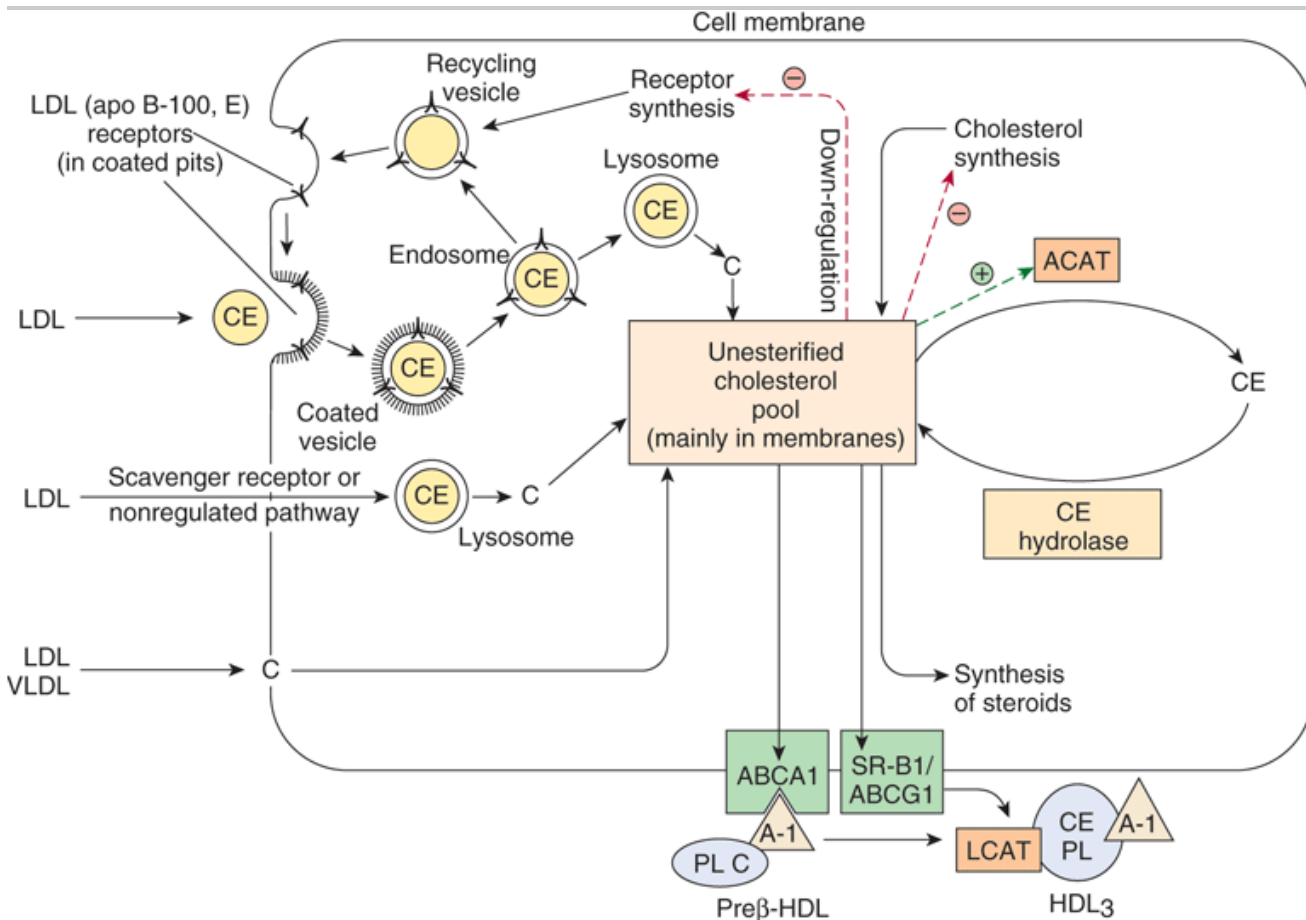 Cell membrane
Recycling
vesicle
Receptor
synthesis
−
LDL (apo B-100, E)
receptors
(in coated pits)
Down-regulation
Cholesterol
synthesis
−
Lysosome
CE
Endosome
CE
C
+
ACAT
LDL
CE
CE
Coated
vesicle
Unesterified
cholesterol
pool
(mainly in membranes)
CE
CE
hydrolase
LDL
Scavenger receptor or
nonregulated pathway
CE
C
Lysosome
LDL
VLDL
C
Synthesis
of steroids
ABCA1
SR-B1/
ABCG1
A-1
PL C
Preβ-HDL
LCAT
CE
PL
A-1
HDL3